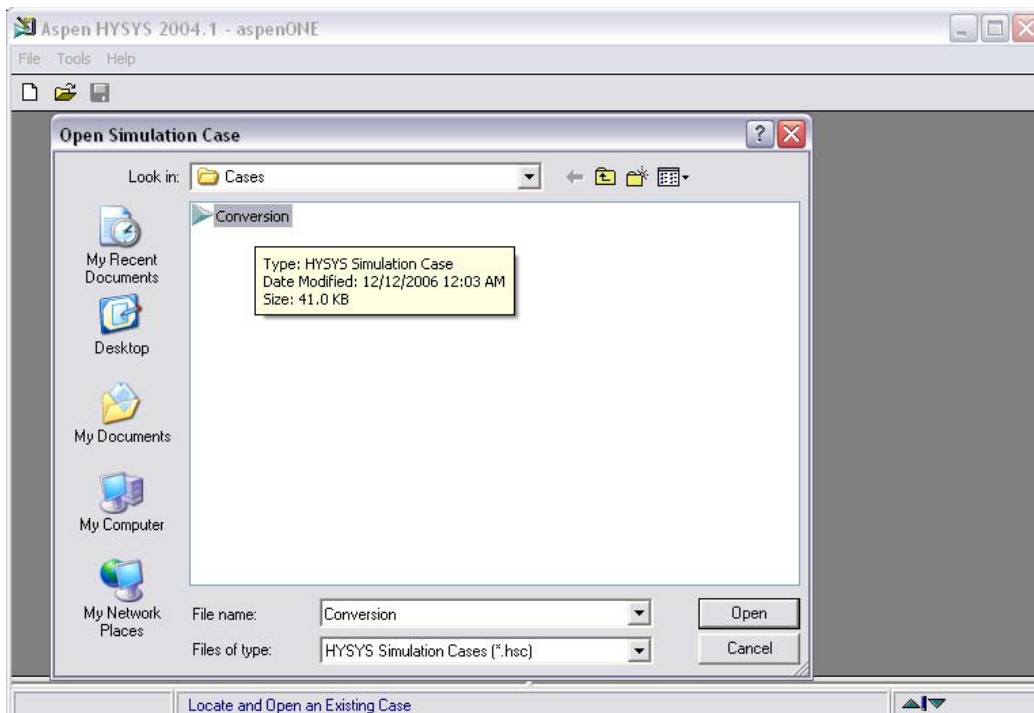 Aspen HYSYS 2004.1 - aspenONE
File Tools Help
Open Simulation Case
Look in: Cases
Conversion
Type: HYSYS Simulation Case
Date Modified: 12/12/2006 12:03 AM
Size: 41.0 KB
My Recent
Documents
Desktop
My Documents
My Computer
My Network
Places
File name: Conversion Open
Files of type: HYSYS Simulation Cases (*.hsc) Cancel
Locate and Open an Existing Case